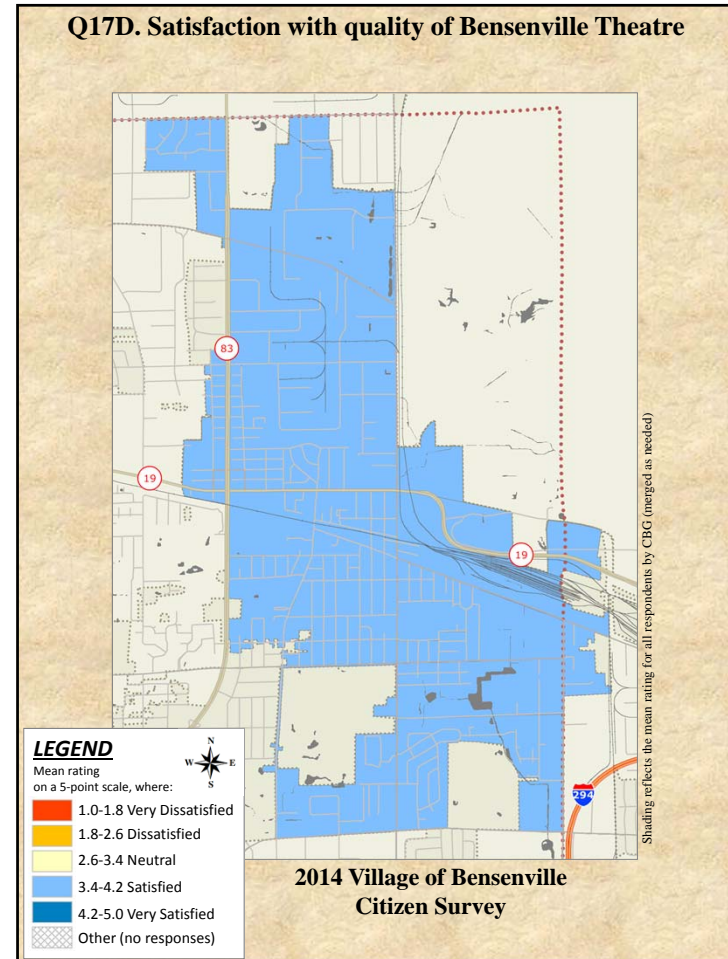 Q17D. Satisfaction with quality of Bensenville Theatre
83
19
19
294
Shading reflects the mean rating for all respondents by CBG (merged as needed)
LEGEND
Mean rating
on a 5-point scale, where:
N
W E
S
1.0-1.8 Very Dissatisfied
1.8-2.6 Dissatisfied
2.6-3.4 Neutral
3.4-4.2 Satisfied
4.2-5.0 Very Satisfied
Other (no responses)
2014 Village of Bensenville
Citizen Survey